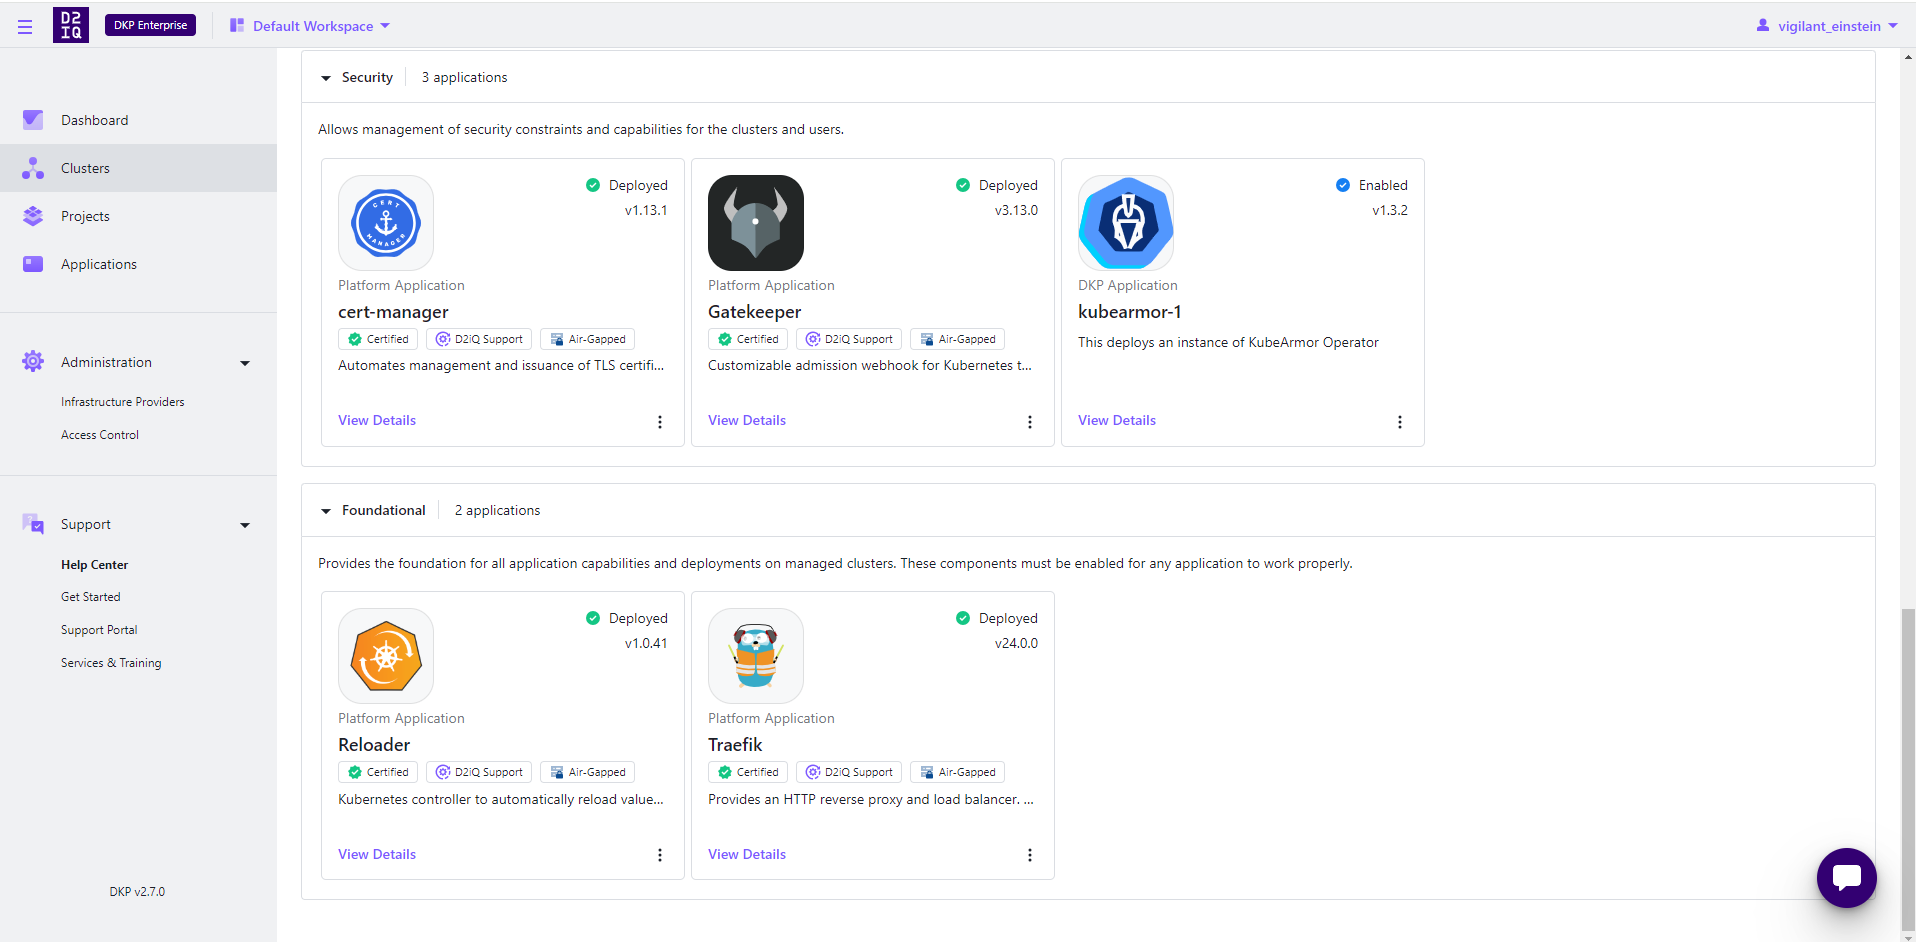 D2
IQ
DKP Enterprise
Default Workspace
vigilant_einstein
Dashboard
Clusters
Projects
Applications
Administration
Infrastructure Providers
Access Control
Support
Help Center
Get Started
Support Portal
Services & Training
DKP v2.7.0
Security 3 applications
Allows management of security constraints and capabilities for the clusters and users.
CERT
MANAGER
Deployed
v1.13.1
Platform Application
cert-manager
Certified D2iQ Support Air-Gapped
Automates management and issuance of TLS certifi...
View Details
Deployed
v3.13.0
Platform Application
Gatekeeper
Certified D2iQ Support Air-Gapped
Customizable admission webhook for Kubernetes t...
View Details
Enabled
v1.3.2
DKP Application
kubearmor-1
This deploys an instance of KubeArmor Operator
View Details
Foundational 2 applications
Provides the foundation for all application capabilities and deployments on managed clusters. These components must be enabled for any application to work properly.
Deployed
v1.0.41
Platform Application
Reloader
Certified D2iQ Support Air-Gapped
Kubernetes controller to automatically reload value...
View Details
Deployed
v24.0.0
Platform Application
Traefik
Certified D2iQ Support Air-Gapped
Provides an HTTP reverse proxy and load balancer. ...
View Details